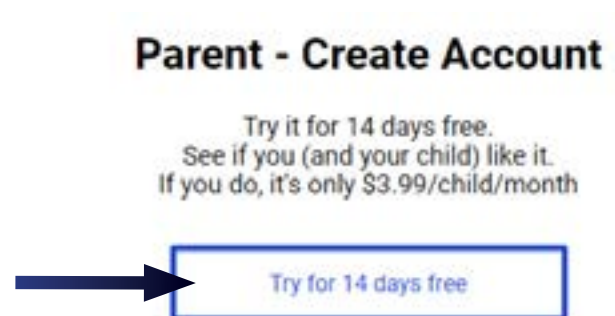 Parent - Create Account
Try it for 14 days free.
See if you (and your child) like it.
If you do, it's only $3.99/child/month
Try for 14 days free